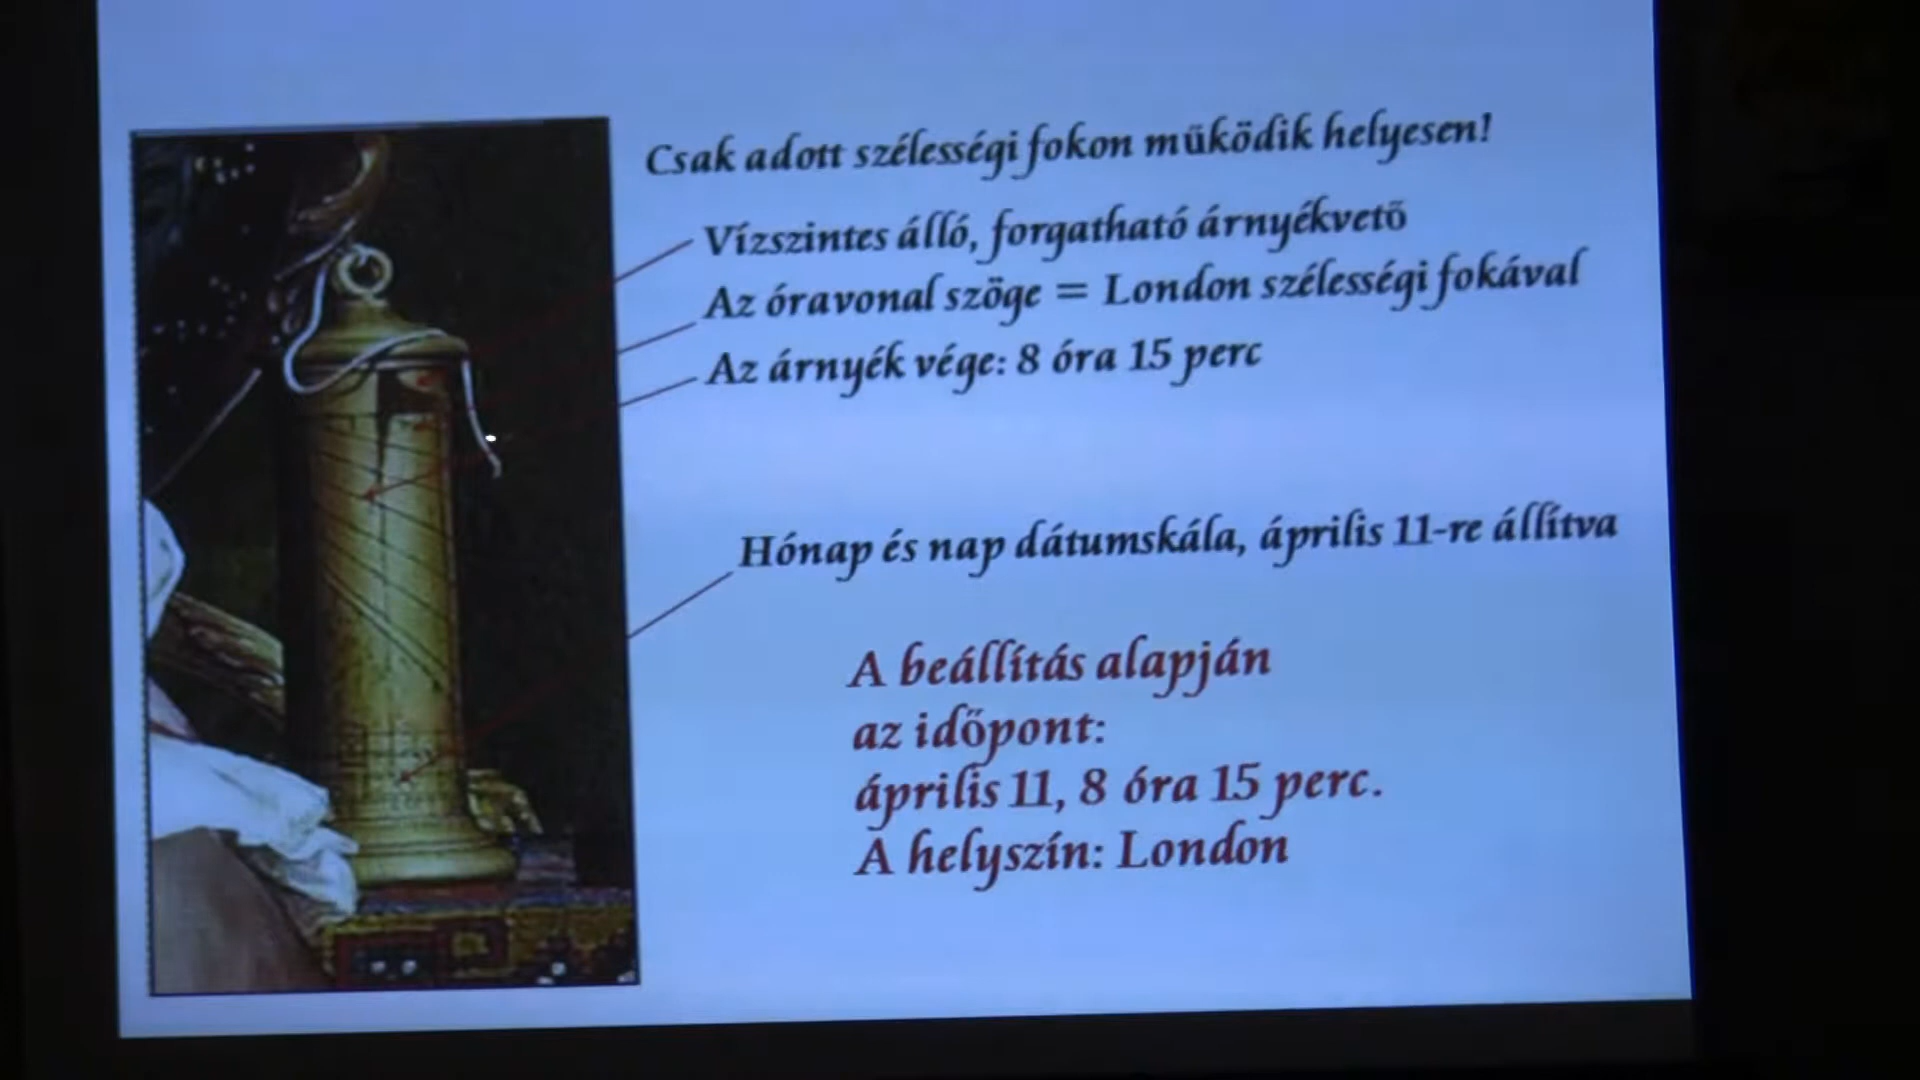 Csak adott szélességi fokon működik helyesen!
Vízszintes álló, forgatható árnyékvető
Az óravonal szöge = London szélességi fokával
Az árnyék vége: 8 óra 15 perc
Hónap és nap dátumskála, április 11-re állítva
A beállítás alapján
az időpont:
április 11, 8 óra 15 perc.
A helyszín: London